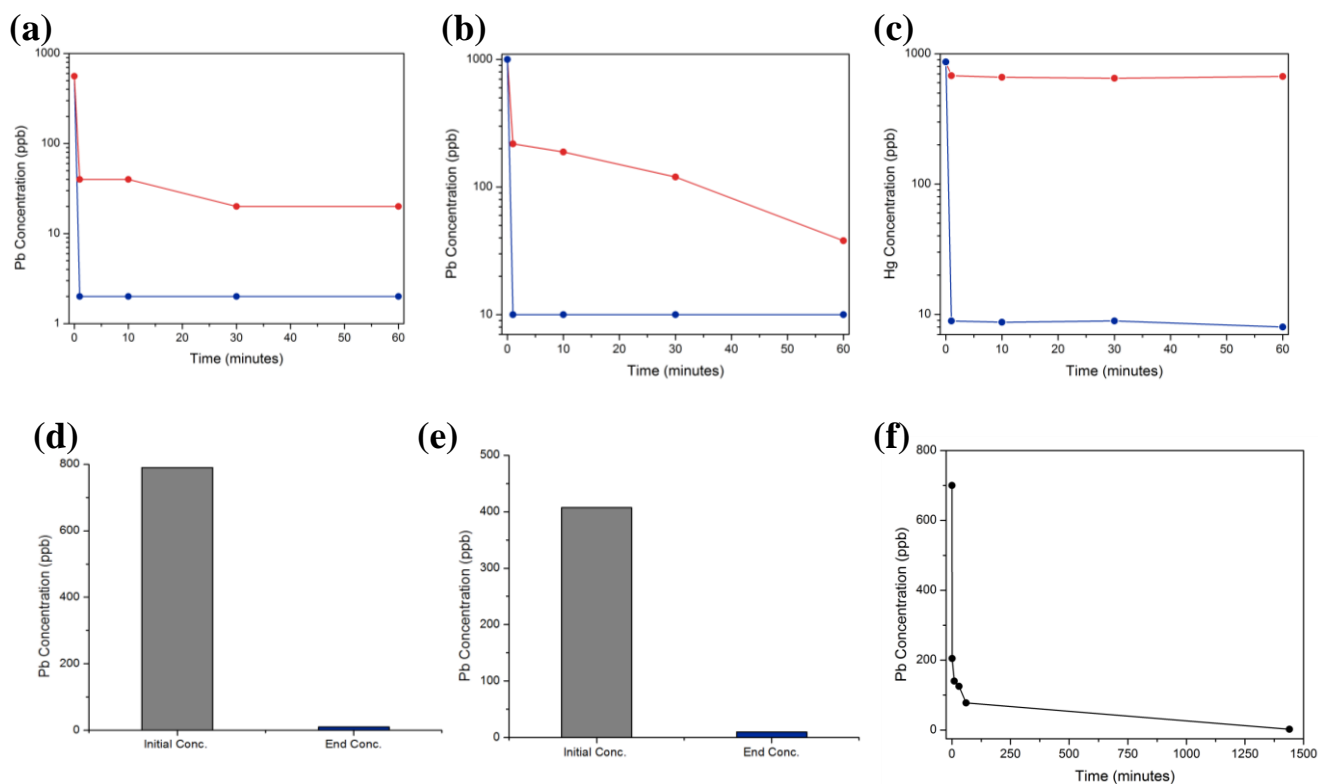 (a)
1000
100
10
1
Pb Concentration (ppb)
0 10 20 30 40 50 60
Time (minutes)
(b)
1000
100
10
Pb Concentration (ppb)
0 10 20 30 40 50 60
Time (minutes)
(c)
1000
100
10
Hg Concentration (ppb)
0 10 20 30 40 50 60
Time (minutes)
(d)
800
600
400
200
0
Pb Concentration (ppb)
Initial Conc. End Conc.
(e)
500
400
300
200
100
0
Pb Concentration (ppb)
Initial Conc. End Conc.
(f)
800
600
400
200
0
Pb Concentration (ppb)
0 250 500 750 1000 1250 1500
Time (minutes)